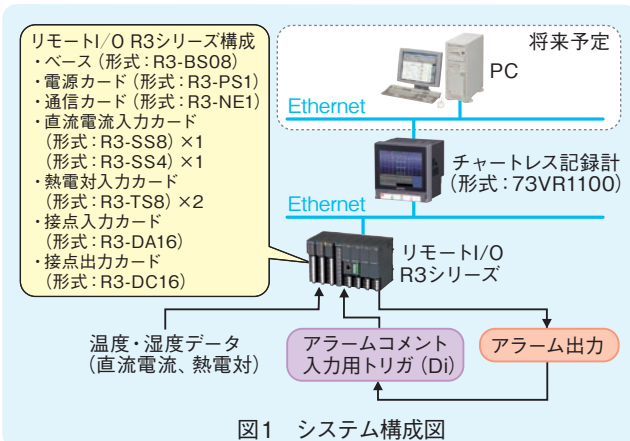 リモートI/O R3シリーズ構成
・ベース（形式：R3-BS08）
・電源カード（形式：R3-PS1）
・通信カード（形式：R3-NE1）
・直流電流入力カード
（形式：R3-SS8）×1
（形式：R3-SS4）×1
・熱電対入力カード
（形式：R3-TS8）×2
・接点入力カード
（形式：R3-DA16）
・接点出力カード
（形式：R3-DC16）
将来予定
PC
Ethernet
チャートレス記録計
（形式：73VR1100）
Ethernet
リモートI/O
R3シリーズ
温度・湿度データ
（直流電流、熱電対）
アラームコメント
入力用トリガ（Di）
アラーム出力
図1　システム構成図